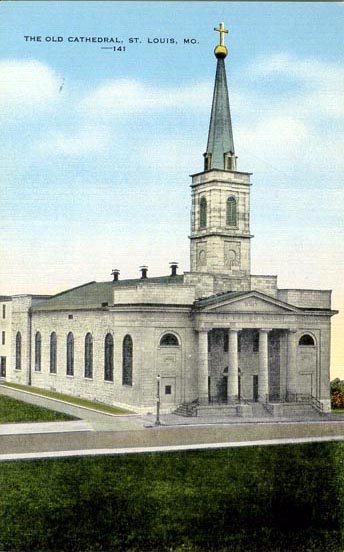 THE OLD CATHEDRAL, ST. LOUIS, MO.
—141